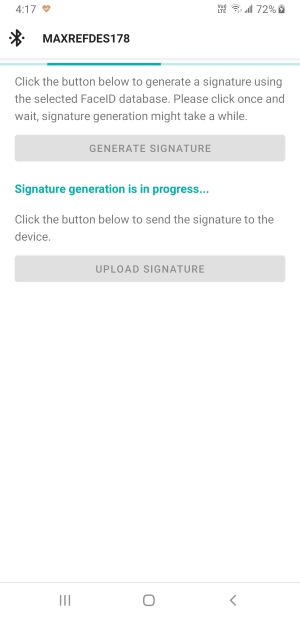 4:17
72%
MAXREFDES178
Click the button below to generate a signature using
the selected FaceID database. Please click once and
wait, signature generation might take a while.
GENERATE SIGNATURE
Signature generation is in progress...
Click the button below to send the signature to the
device.
UPLOAD SIGNATURE